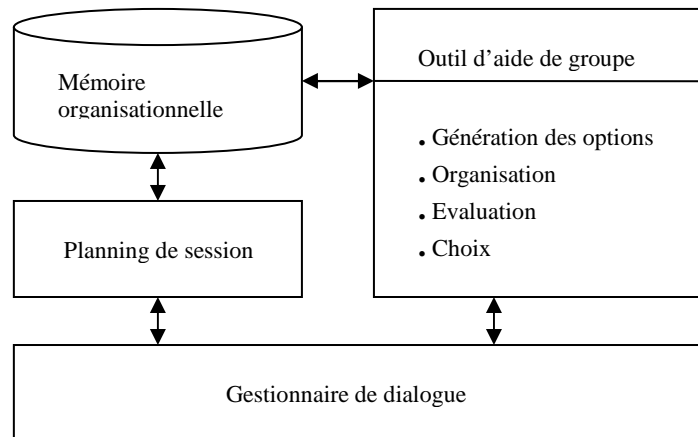 Mémoire
organisationnelle
Outil d’aide de groupe
. Génération des options
. Organisation
. Evaluation
. Choix
Planning de session
Gestionnaire de dialogue